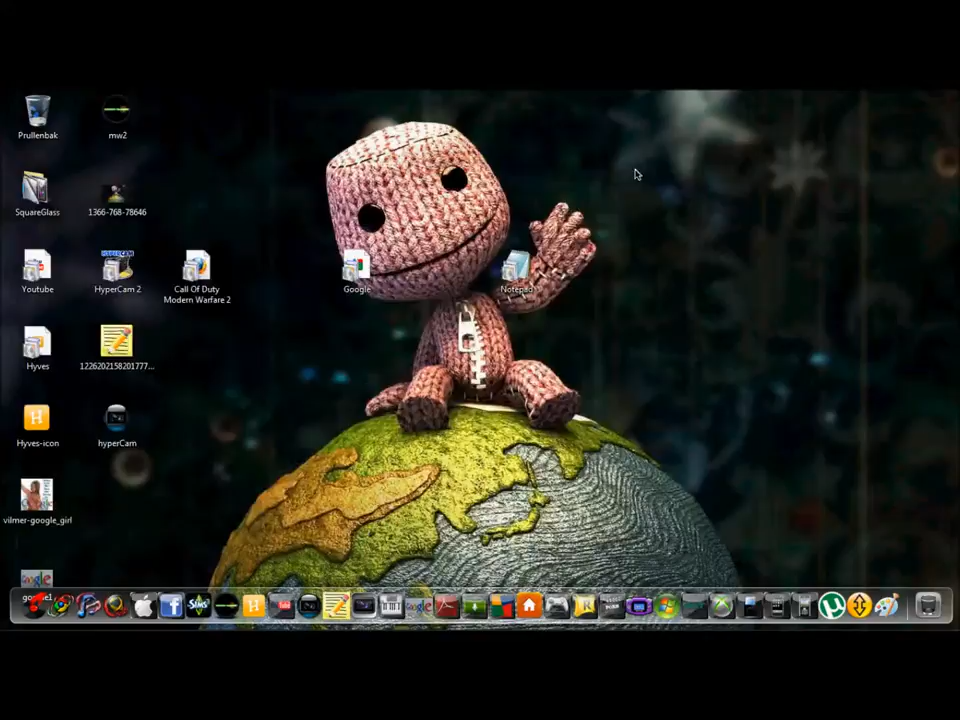 Prullenbak
mw2
SquareGlass
1366-768-78646
Youtube
HyperCam 2
Call Of Duty
Modern Warfare 2
Google
Notepad
Hyves
1226202158201777...
Hyves-icon
hyperCam
vilmer-google_girl